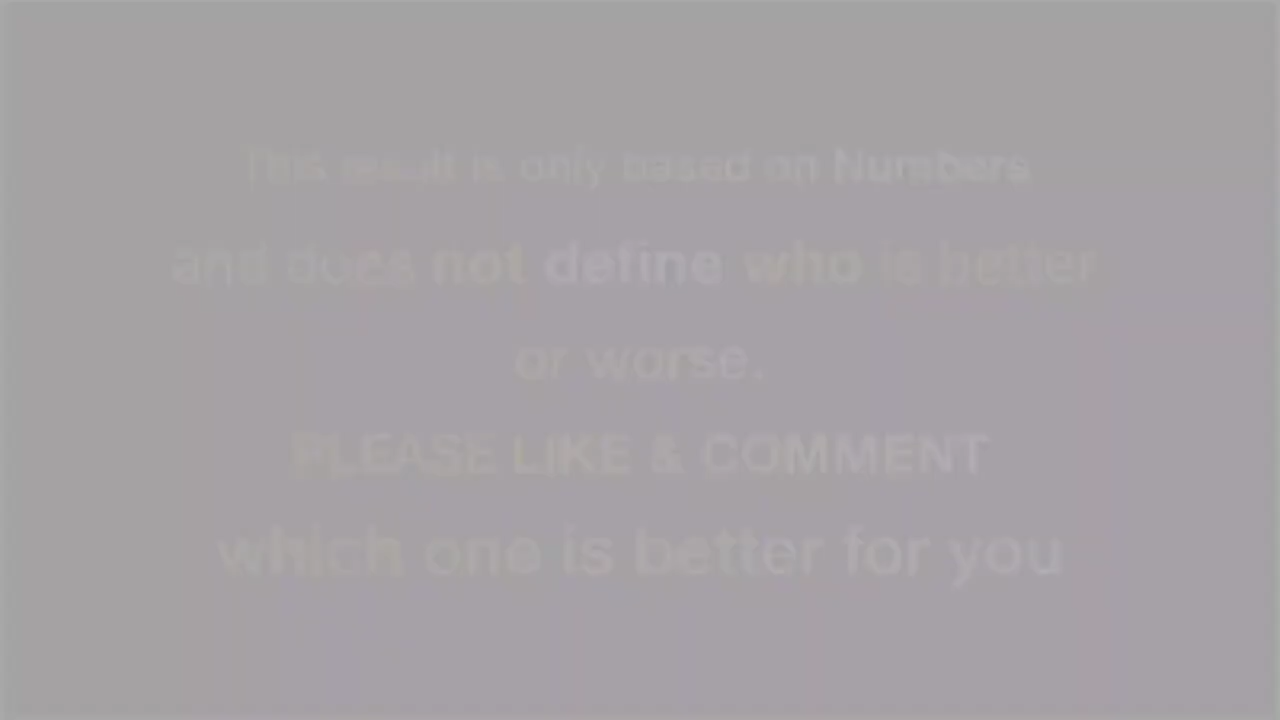 This result is only based on Numbers
and does not define who is better
or worse.
PLEASE LIKE & COMMENT
which one is better for you